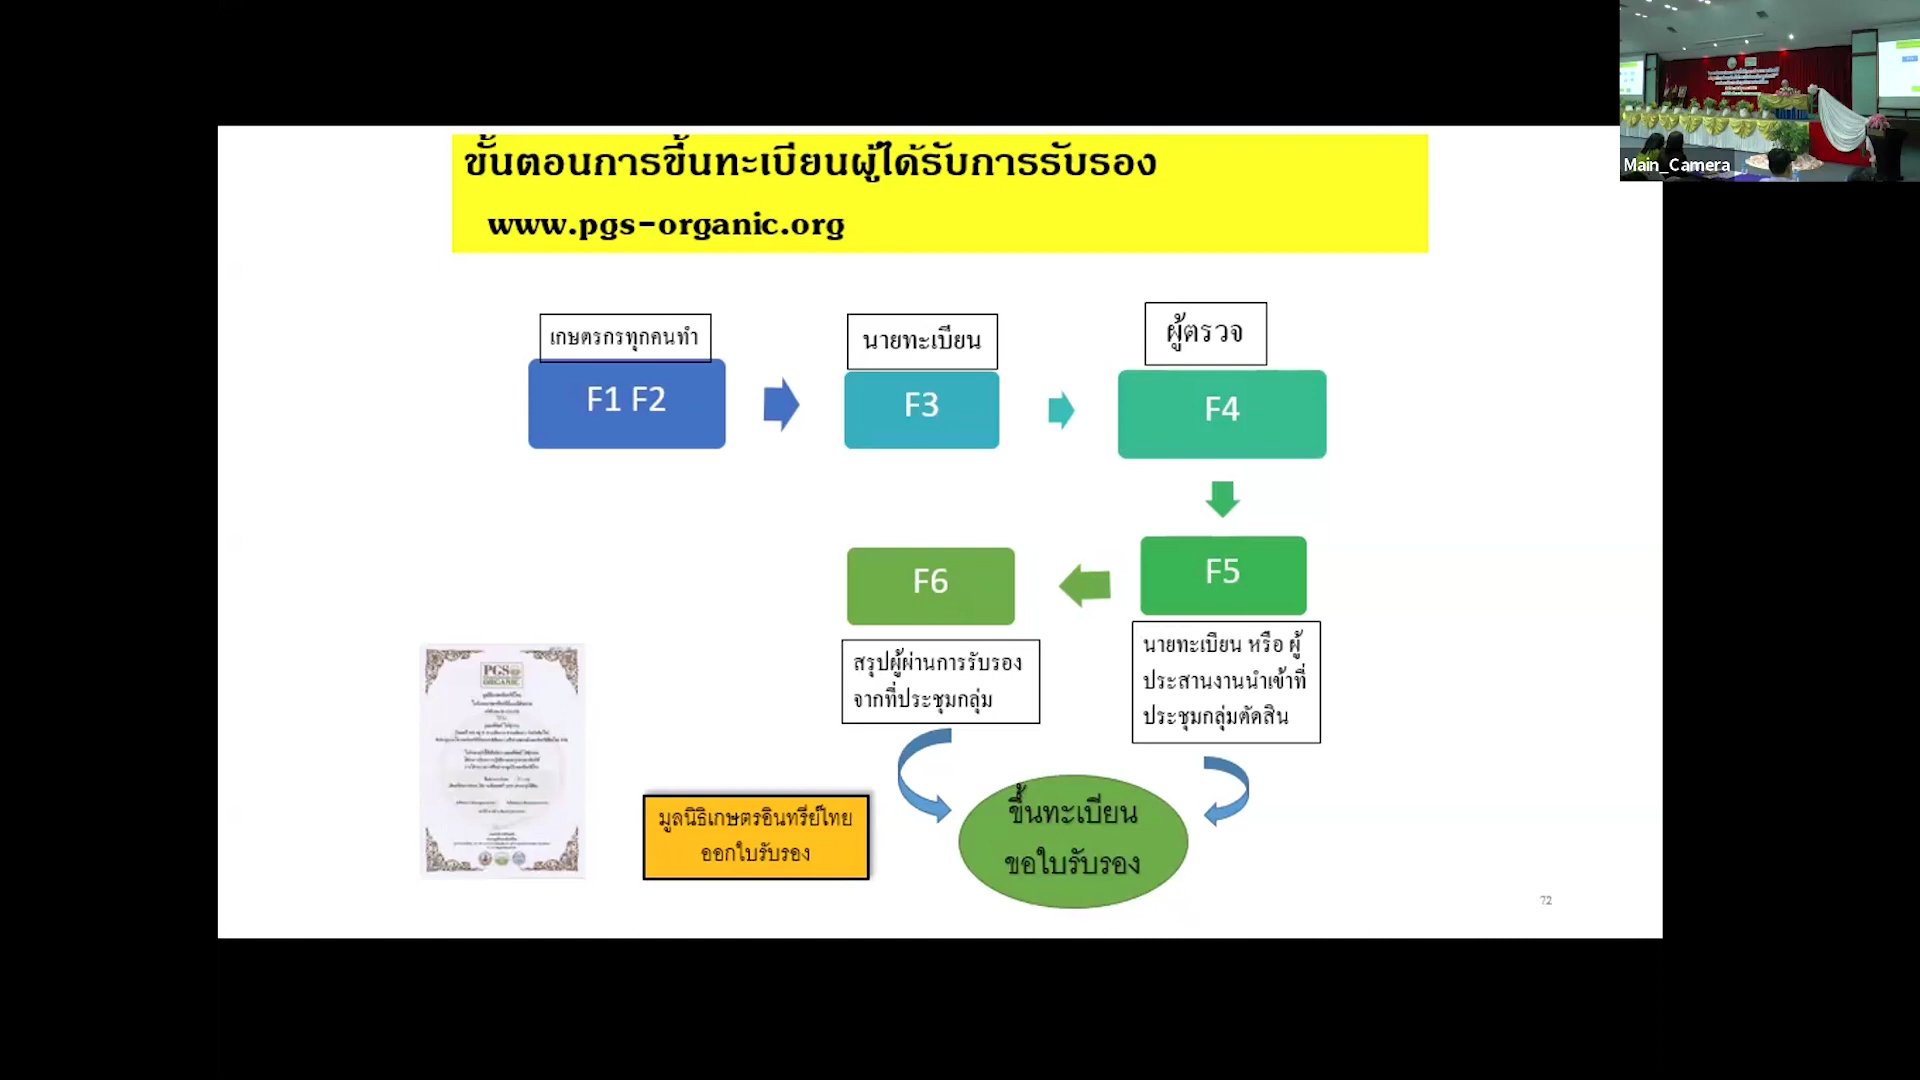 ขั้นตอนการขึ้นทะเบียนผู้ได้รับการรับรอง
www.pgs-organic.org
Main_Camera
เกษตรกรทุกคนทำ
F1 F2
นายทะเบียน
F3
ผู้ตรวจ
F4
F5
นายทะเบียน หรือ ผู้
ประสานงานนำเข้าที่
ประชุมกลุ่มตัดสิน
F6
สรุปผู้ผ่านการรับรอง
จากที่ประชุมกลุ่ม
ขึ้นทะเบียน
ขอใบรับรอง
มูลนิธิเกษตรอินทรีย์ไทย
ออกใบรับรอง
PGS
ORGANIC
72